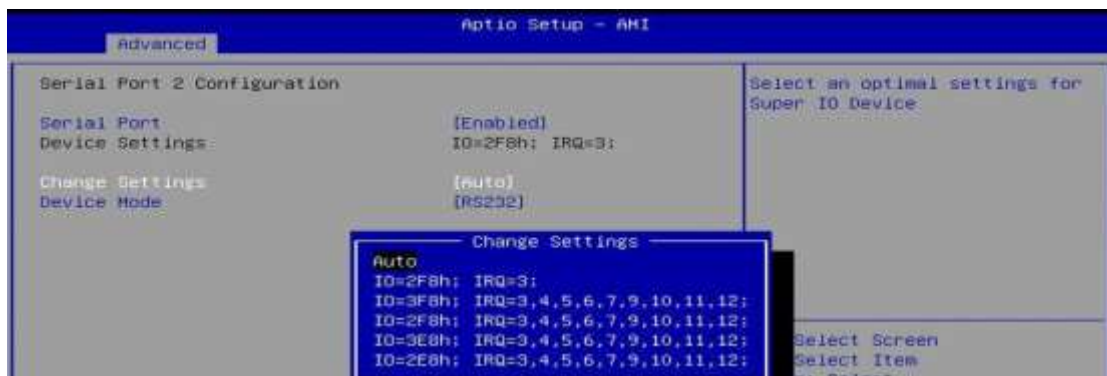 Aptio Setup - AMI
Advanced
Serial Port 2 Configuration
Serial Port [Enabled]
Device Settings IO=2F8h; IRQ=3;
Change Settings [Auto]
Device Mode [RS232]
Select an optimal settings for
Super IO Device
Change Settings
Auto
IO=2F8h; IRQ=3;
IO=3F8h; IRQ=3,4,5,6,7,9,10,11,12;
IO=2F8h; IRQ=3,4,5,6,7,9,10,11,12;
IO=3E8h; IRQ=3,4,5,6,7,9,10,11,12;
IO=2E8h; IRQ=3,4,5,6,7,9,10,11,12;
Select Screen
Select Item